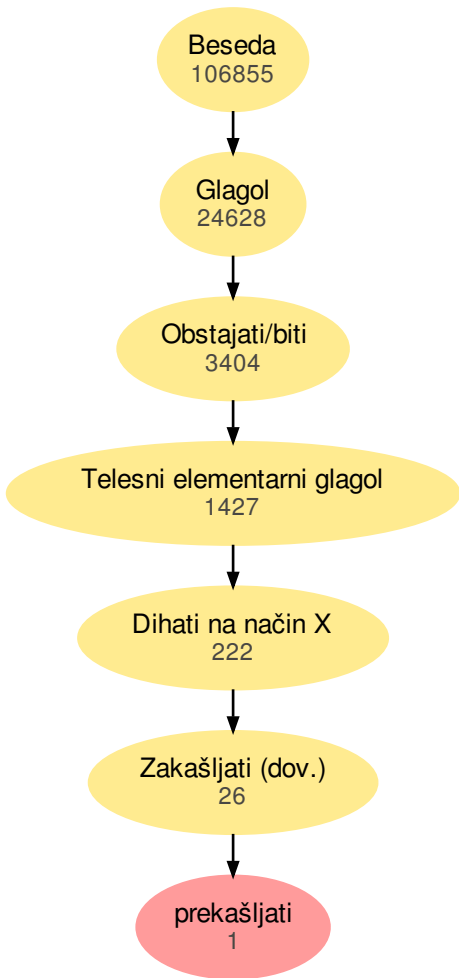 Beseda
106855
Glagol
24628
Obstajati/biti
3404
Telesni elementarni glagol
1427
Dihati na način X
222
Zakašljati (dov.)
26
prekašljati
1